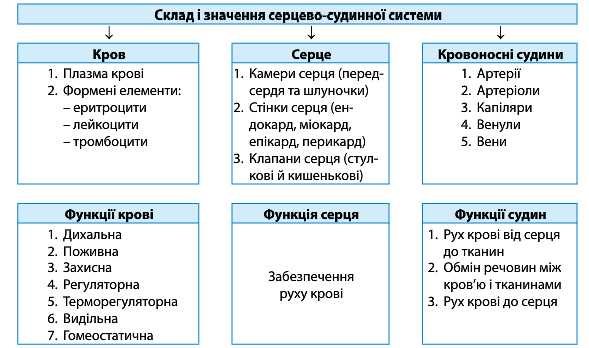 Склад і значення серцево-судинної системи
Кров
1. Плазма крові
2. Формені елементи:
– еритроцити
– лейкоцити
– тромбоцити
Серце
1. Камери серця (перед-
сердя та шлуночки)
2. Стінки серця (ен-
докард, міокард,
епікард, перикард)
3. Клапани серця (стул-
кові й кишенькові)
Кровоносні судини
1. Артерії
2. Артеріоли
3. Капіляри
4. Венули
5. Вени
Функції крові
1. Дихальна
2. Поживна
3. Захисна
4. Регуляторна
5. Терморегуляторна
6. Видільна
7. Гомеостатична
Функція серця
Забезпечення
руху крові
Функції судин
1. Рух крові від серця
до тканин
2. Обмін речовин між
кров’ю і тканинами
3. Рух крові до серця